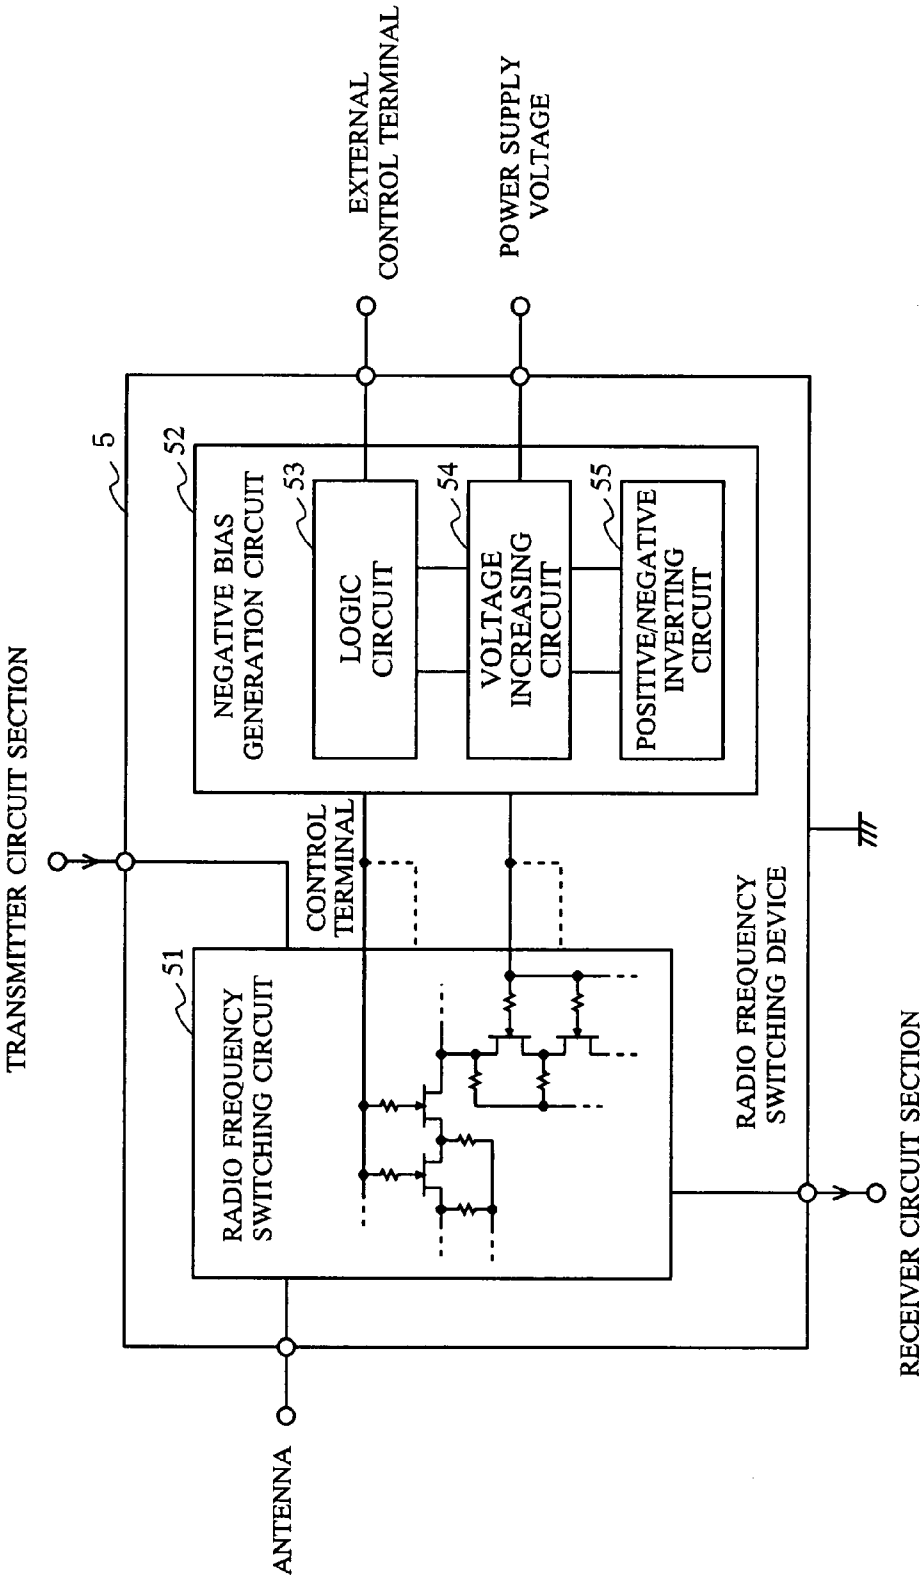 TRANSMITTER CIRCUIT SECTION
5
51
RADIO FREQUENCY
SWITCHING CIRCUIT
ANTENNA
CONTROL
TERMINAL
52
NEGATIVE BIAS
GENERATION CIRCUIT
53
LOGIC
CIRCUIT
54
VOLTAGE
INCREASING
CIRCUIT
55
POSITIVE/NEGATIVE
INVERTING
CIRCUIT
EXTERNAL
CONTROL TERMINAL
POWER SUPPLY
VOLTAGE
RADIO FREQUENCY
SWITCHING DEVICE
RECEIVER CIRCUIT SECTION